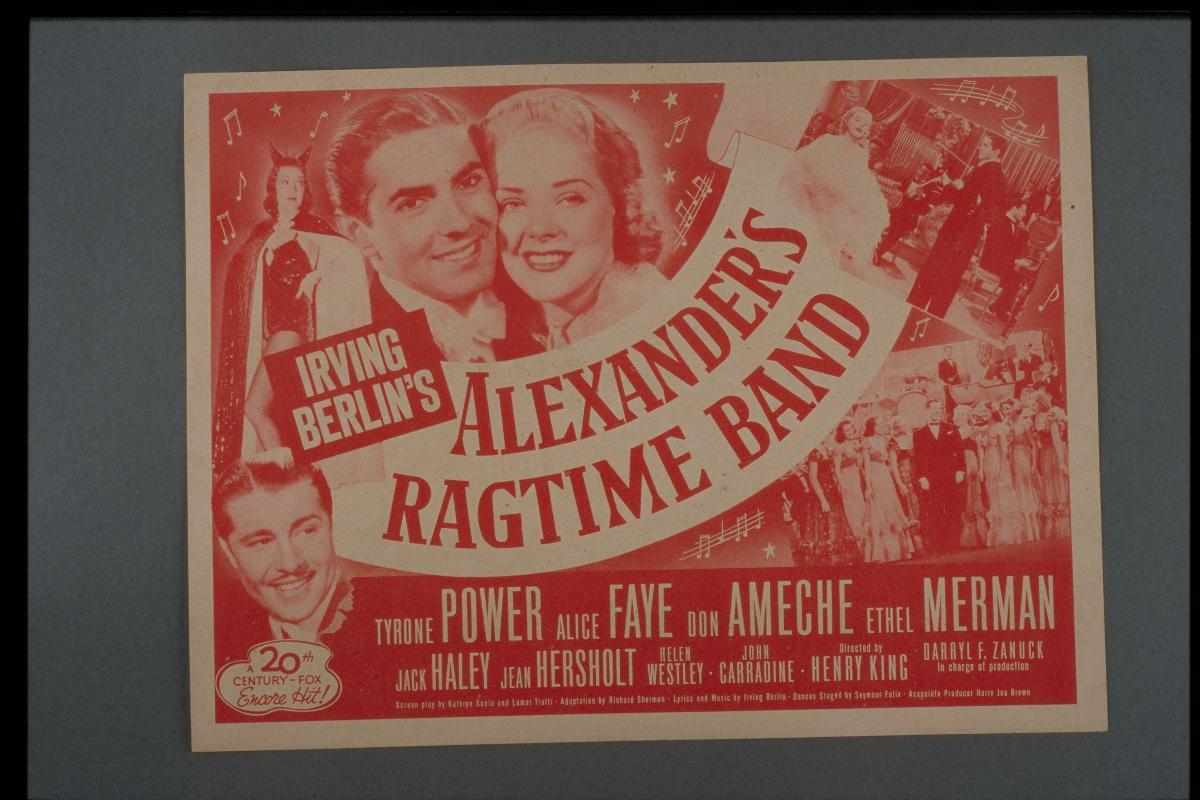 IRVING
BERLIN'S
ALEXANDER'S
RAGTIME BAND
TYRONE POWER ALICE FAYE DON AMECHE ETHEL MERMAN
JACK HALEY JEAN HERSHOLT HELEN WESTLEY · JOHN CARRADINE · Directed by HENRY KING DARRYL F. ZANUCK In charge of production
Screen play by Kathryn Scola and Lamar Trotti · Adaptation by Richard Sherman · Lyrics and Music by Irving Berlin · Dances Staged by Seymour Felix · Associate Producer Harry Joe Brown
A 20th
CENTURY-FOX
Encore Hit!